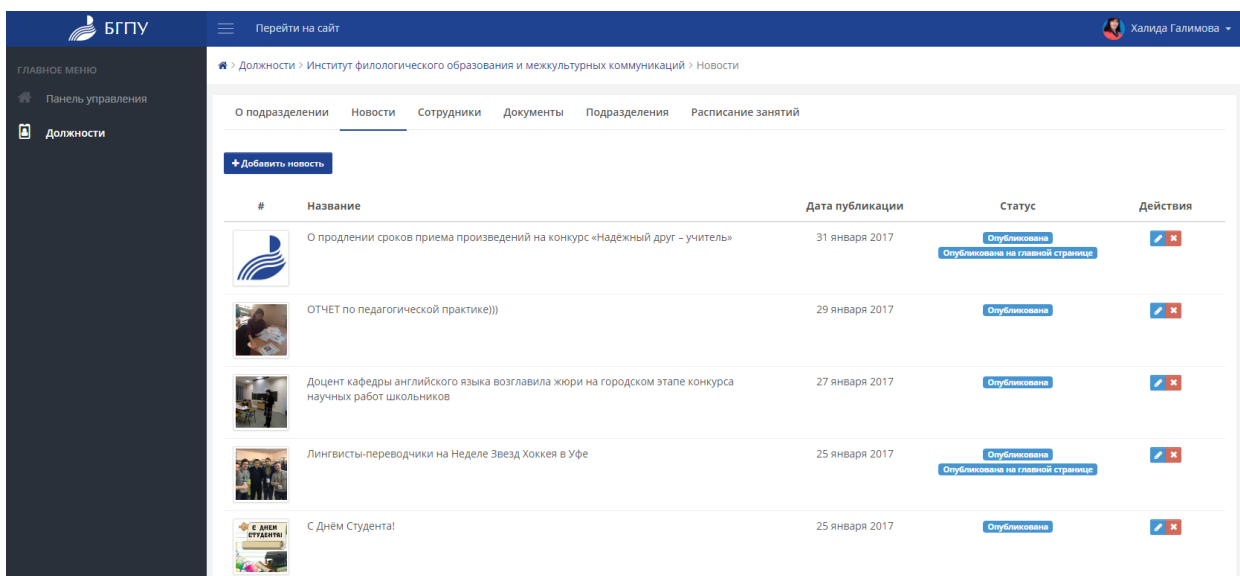 БГПУ
Перейти на сайт
Халида Галимова
ГЛАВНОЕ МЕНЮ
Панель управления
Должности
> Должности > Институт филологического образования и межкультурных коммуникаций > Новости
О подразделении Новости Сотрудники Документы Подразделения Расписание занятий
+ Добавить новость
# Название Дата публикации Статус Действия
О продлении сроков приема произведений на конкурс «Надёжный друг – учитель» 31 января 2017 Опубликована
Опубликована на главной странице
ОТЧЕТ по педагогической практике))) 29 января 2017 Опубликована
Доцент кафедры английского языка возглавила жюри на городском этапе конкурса 27 января 2017 Опубликована
научных работ школьников
Лингвисты-переводчики на Неделе Звезд Хоккея в Уфе 25 января 2017 Опубликована
Опубликована на главной странице
С Днём Студента! 25 января 2017 Опубликована
С ДНЕМ
СТУДЕНТА!